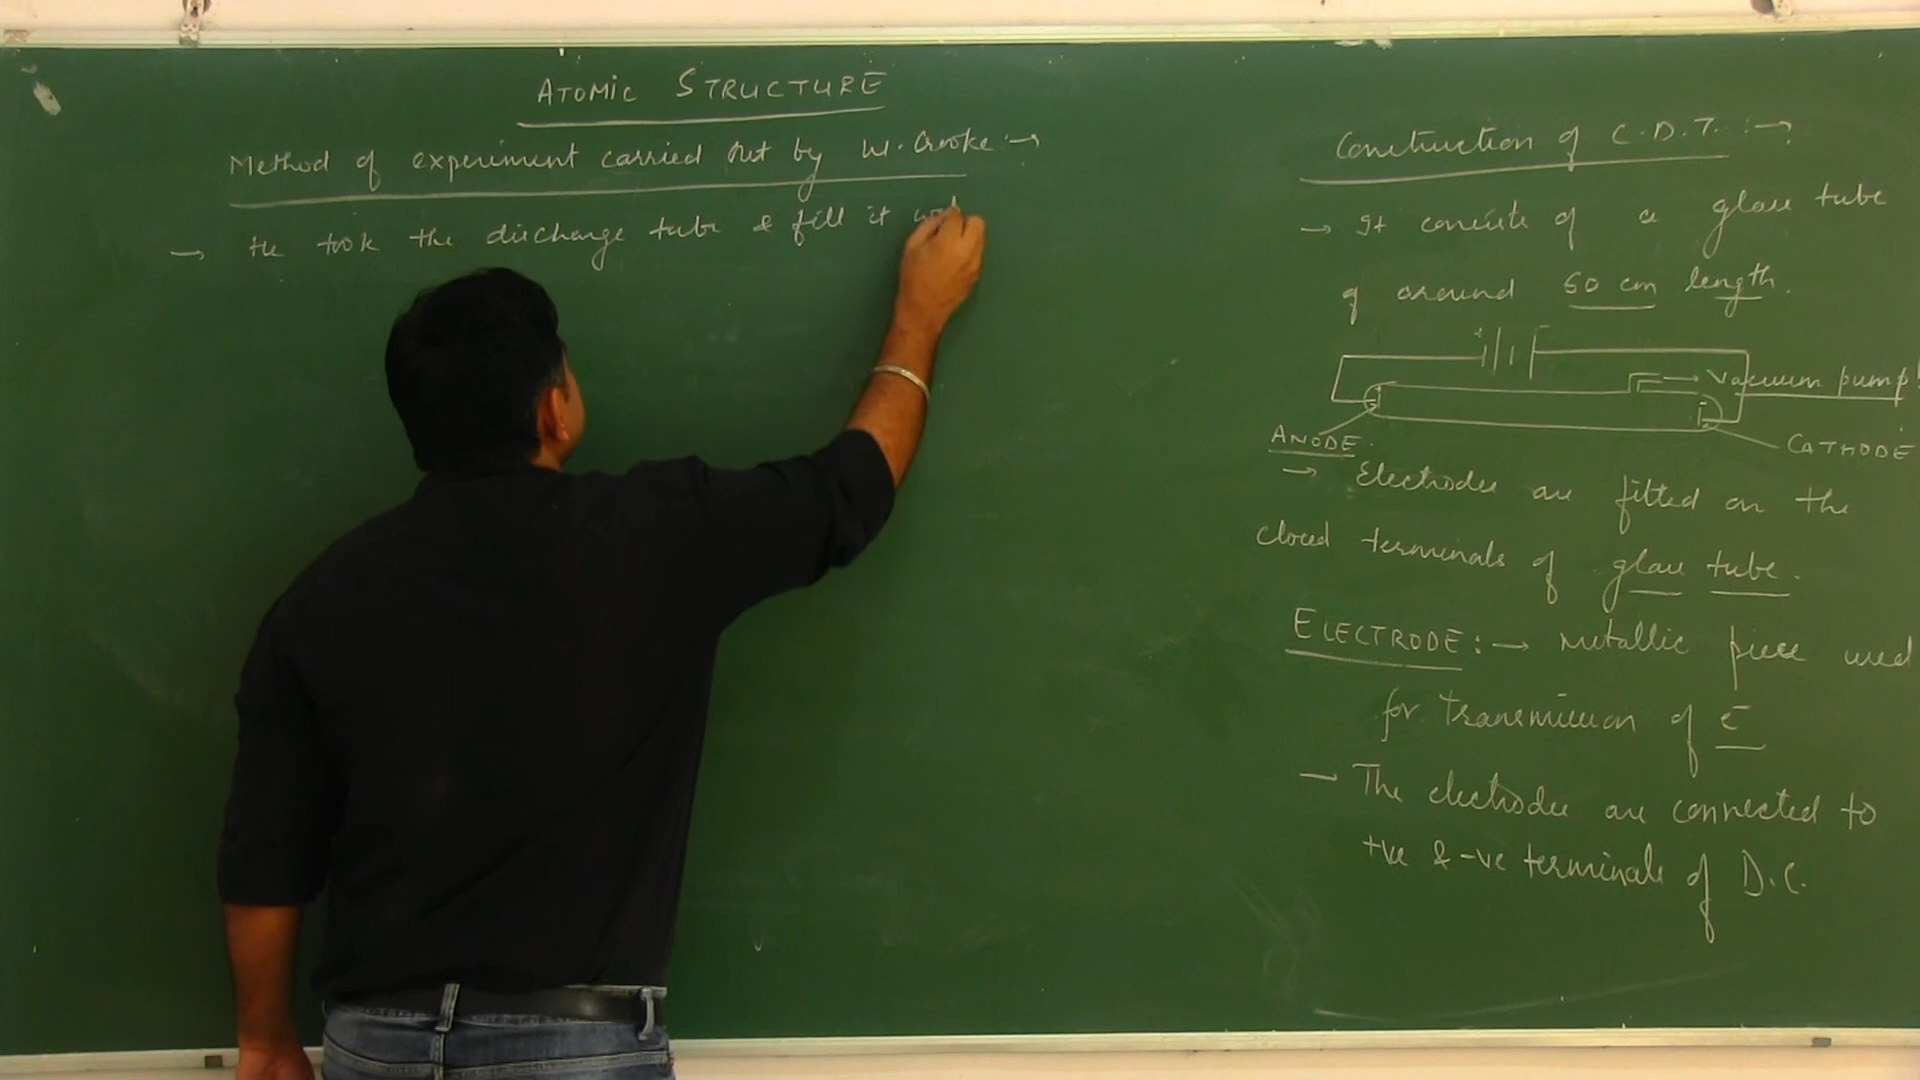 ATOMIC STRUCTURE
Method of experiment carried out by W. Crooke :→
→ He took the discharge tube & fill it
Construction of C.D.T. :→
→ It consists of a glass tube
of around 60 cm length.
+ -
→ Vacuum pump
ANODE.
CATHODE
→ Electrodes are fitted on the
closed terminals of glass tube.
ELECTRODE :→ Metallic piece used
for transmission of e⁻
→ The electrodes are connected to
+ve & -ve terminals of D.C.